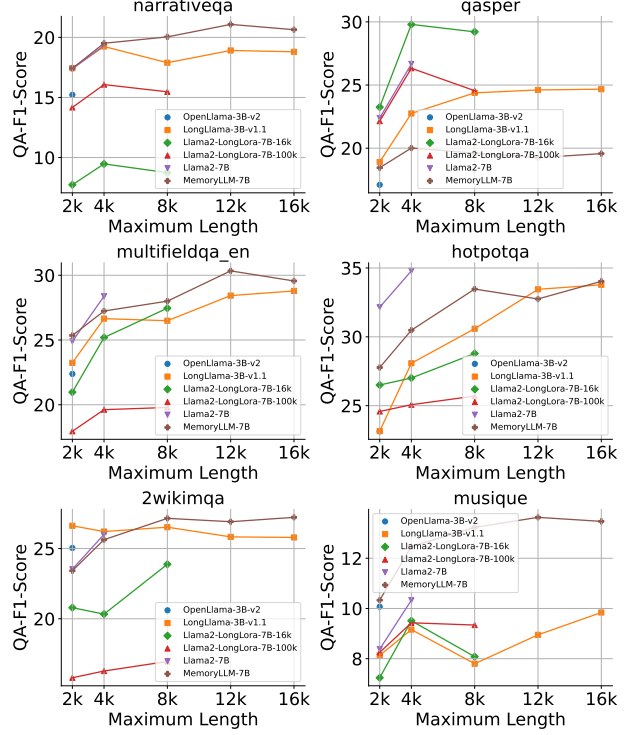 narrativeqa
QA-F1-Score
20
15
10
OpenLlama-3B-v2
LongLlama-3B-v1.1
Llama2-LongLora-7B-16k
Llama2-LongLora-7B-100k
Llama2-7B
MemoryLLM-7B
2k 4k 8k 12k 16k
Maximum Length
qasper
QA-F1-Score
30
25
20
OpenLlama-3B-v2
LongLlama-3B-v1.1
Llama2-LongLora-7B-16k
Llama2-LongLora-7B-100k
Llama2-7B
MemoryLLM-7B
2k 4k 8k 12k 16k
Maximum Length
multifieldqa_en
QA-F1-Score
30
25
20
OpenLlama-3B-v2
LongLlama-3B-v1.1
Llama2-LongLora-7B-16k
Llama2-LongLora-7B-100k
Llama2-7B
MemoryLLM-7B
2k 4k 8k 12k 16k
Maximum Length
hotpotqa
QA-F1-Score
35
30
25
OpenLlama-3B-v2
LongLlama-3B-v1.1
Llama2-LongLora-7B-16k
Llama2-LongLora-7B-100k
Llama2-7B
MemoryLLM-7B
2k 4k 8k 12k 16k
Maximum Length
2wikimqa
QA-F1-Score
25
20
OpenLlama-3B-v2
LongLlama-3B-v1.1
Llama2-LongLora-7B-16k
Llama2-LongLora-7B-100k
Llama2-7B
MemoryLLM-7B
2k 4k 8k 12k 16k
Maximum Length
musique
QA-F1-Score
12
10
8
OpenLlama-3B-v2
LongLlama-3B-v1.1
Llama2-LongLora-7B-16k
Llama2-LongLora-7B-100k
Llama2-7B
MemoryLLM-7B
2k 4k 8k 12k 16k
Maximum Length